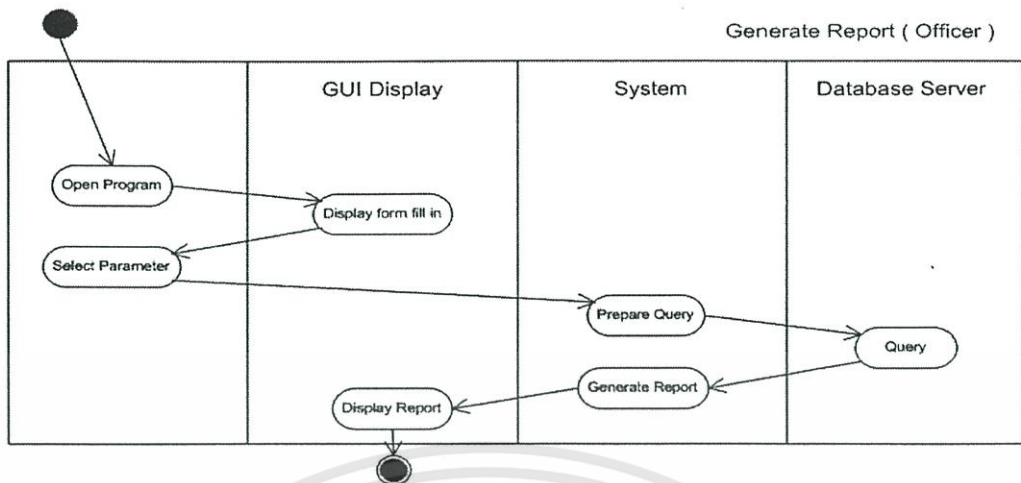 Generate Report ( Officer )
GUI Display
System
Database Server
Open Program
Display form fill in
Select Parameter
Prepare Query
Query
Generate Report
Display Report